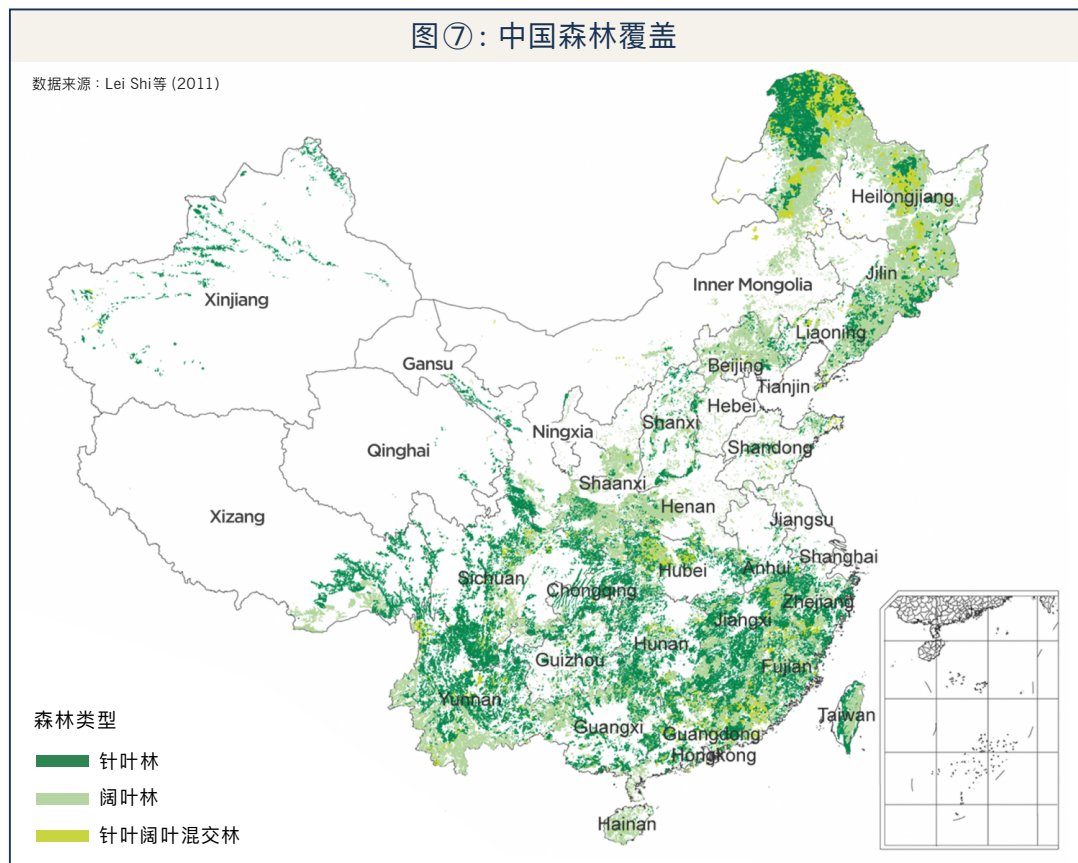 图⑦: 中国森林覆盖
数据来源：Lei Shi等 (2011)
Heilongjiang
Jilin
Inner Mongolia
Xinjiang
Liaoning
Gansu
Beijing
Tianjin
Hebei
Shanxi
Ningxia
Qinghai
Shandong
Shaanxi
Henan
Xizang
Jiangsu
Shanghai
Anhui
Hubei
Sichuan
Chongqing
Zhejiang
Jiangxi
Hunan
Guizhou
Fujian
Yunnan
Taiwan
Guangxi
Guangdong
Hongkong
Hainan
森林类型
针叶林
阔叶林
针叶阔叶混交林